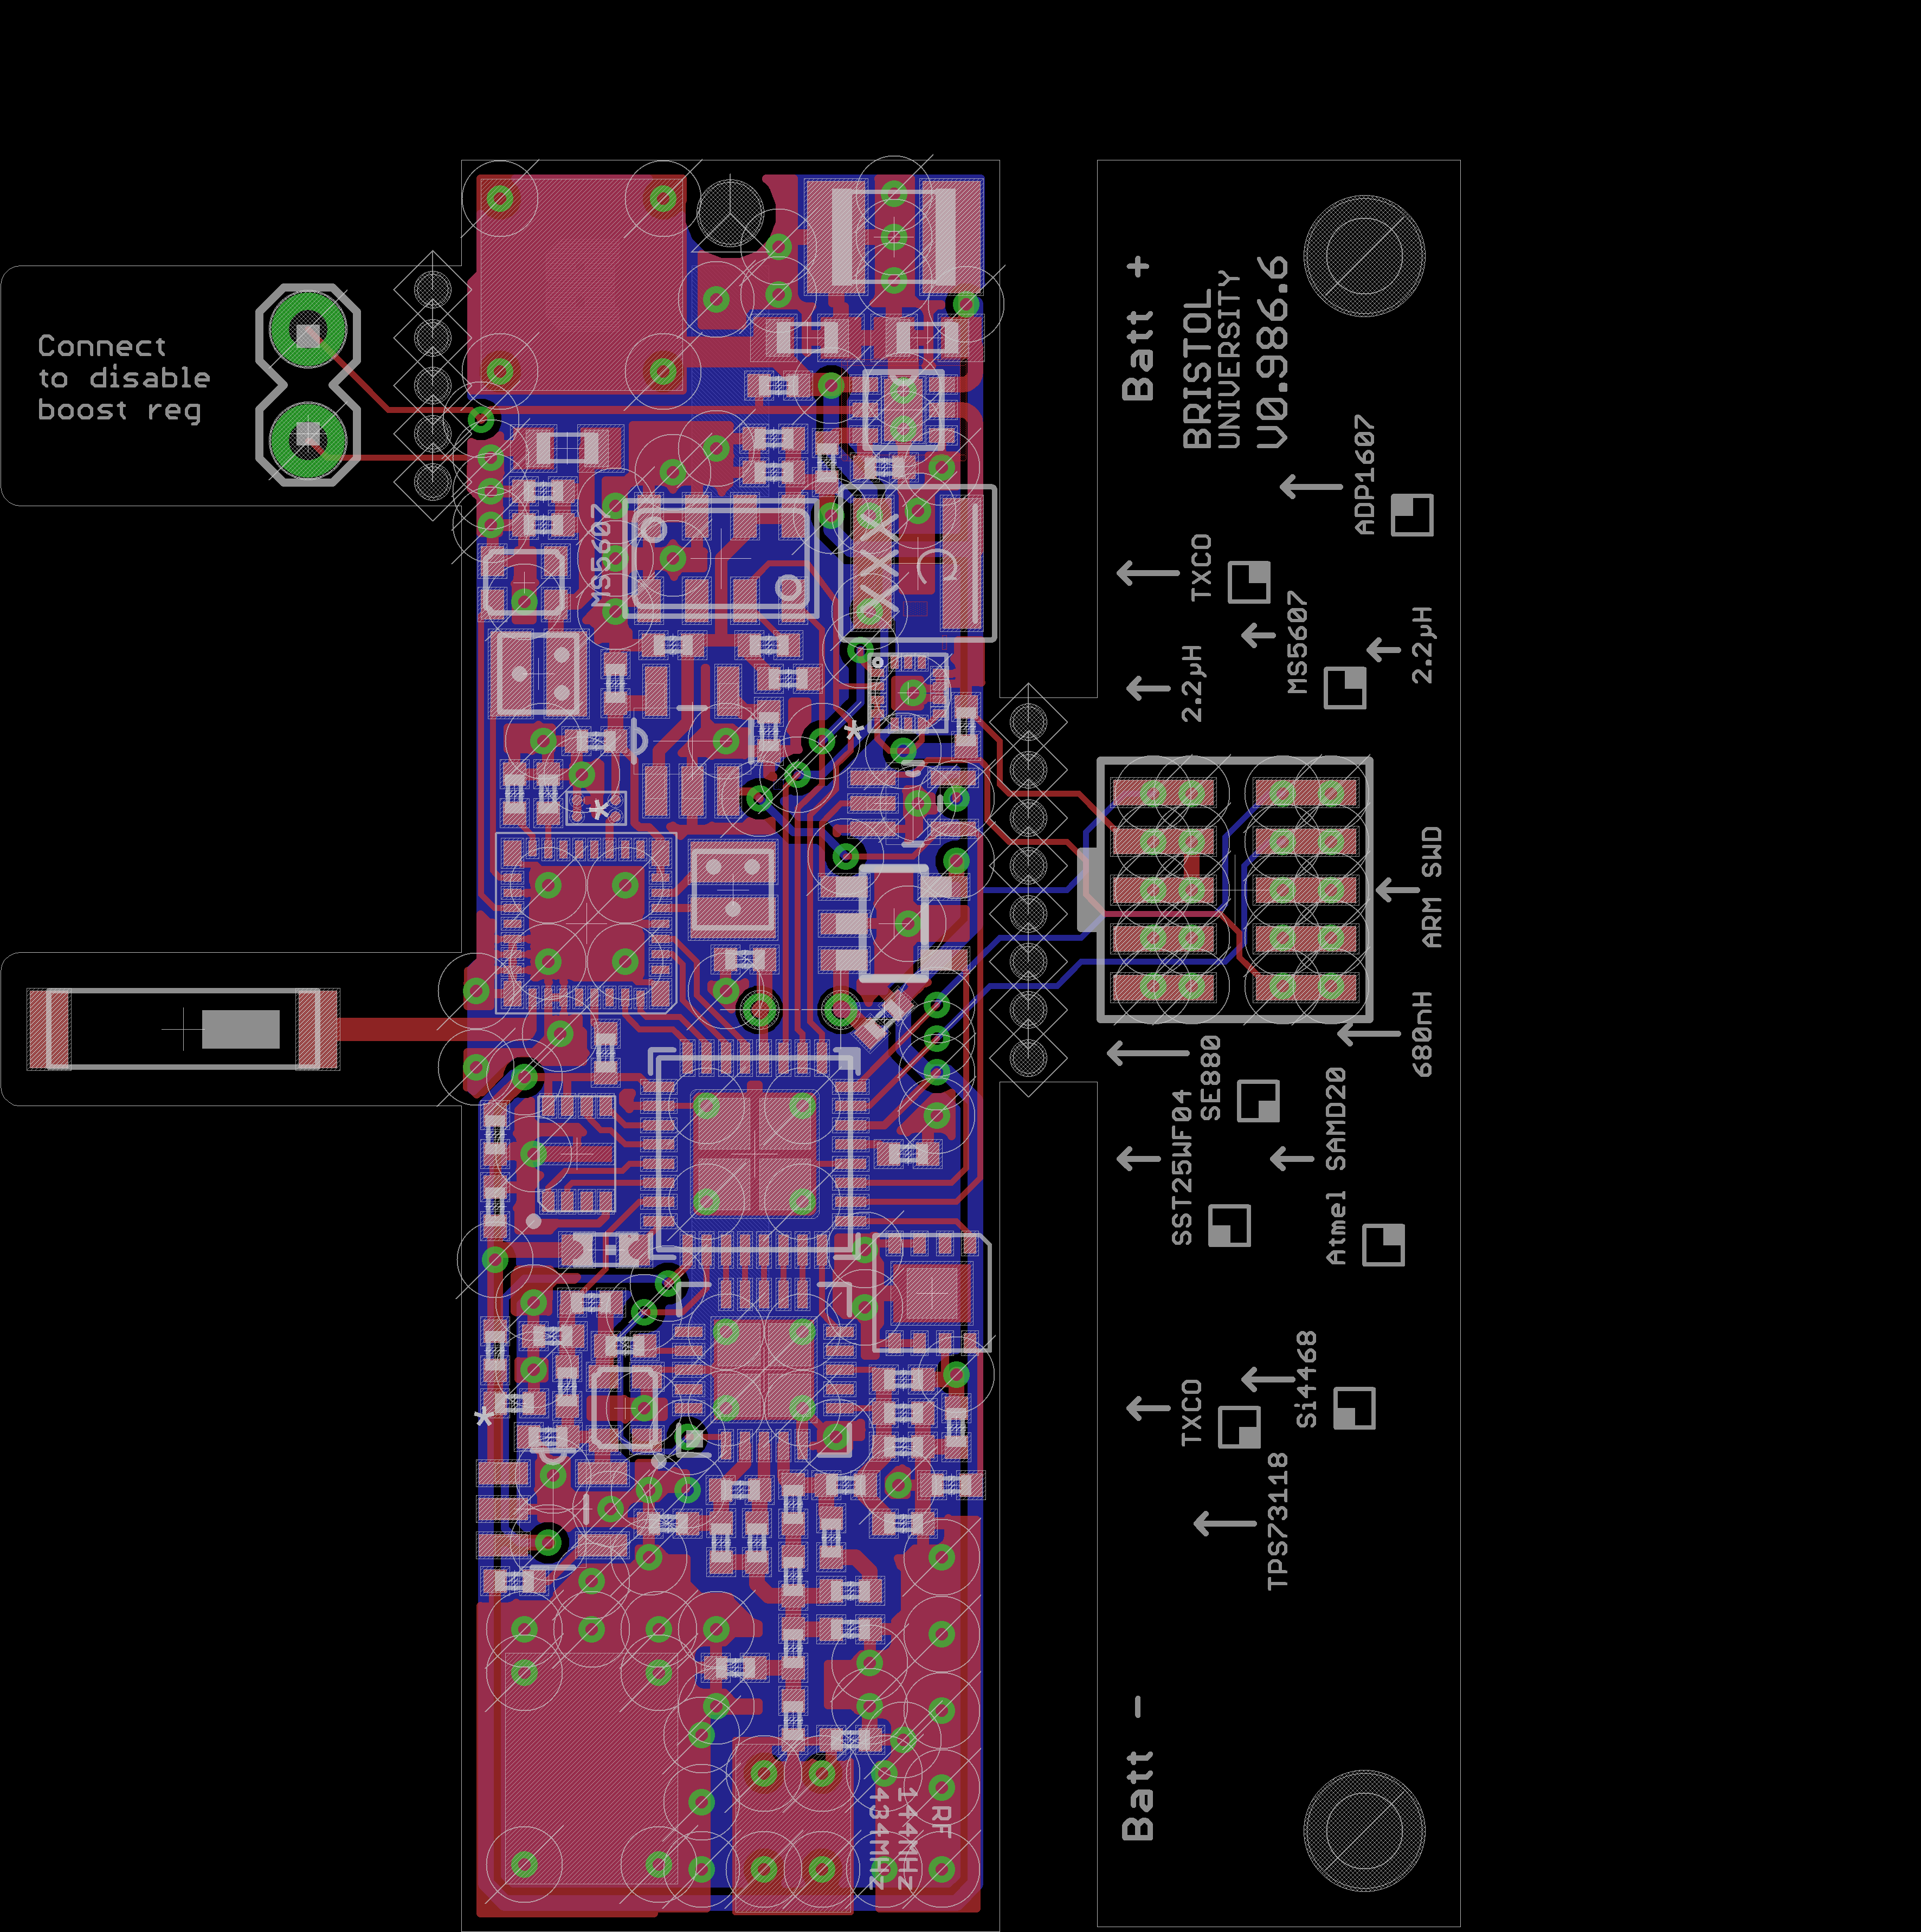 Connect
to disable
boost reg
MS5607
XXX
Batt +
BRISTOL
UNIVERSITY
V0.986.6
ADP1607
TXCO
MS5607
2.2µH
2.2µH
ARM SWD
680nH
SE880
SST25WF04
Atmel SAMD20
Si4468
TXCO
TPS73118
Batt -
RF
144MHz
434MHz